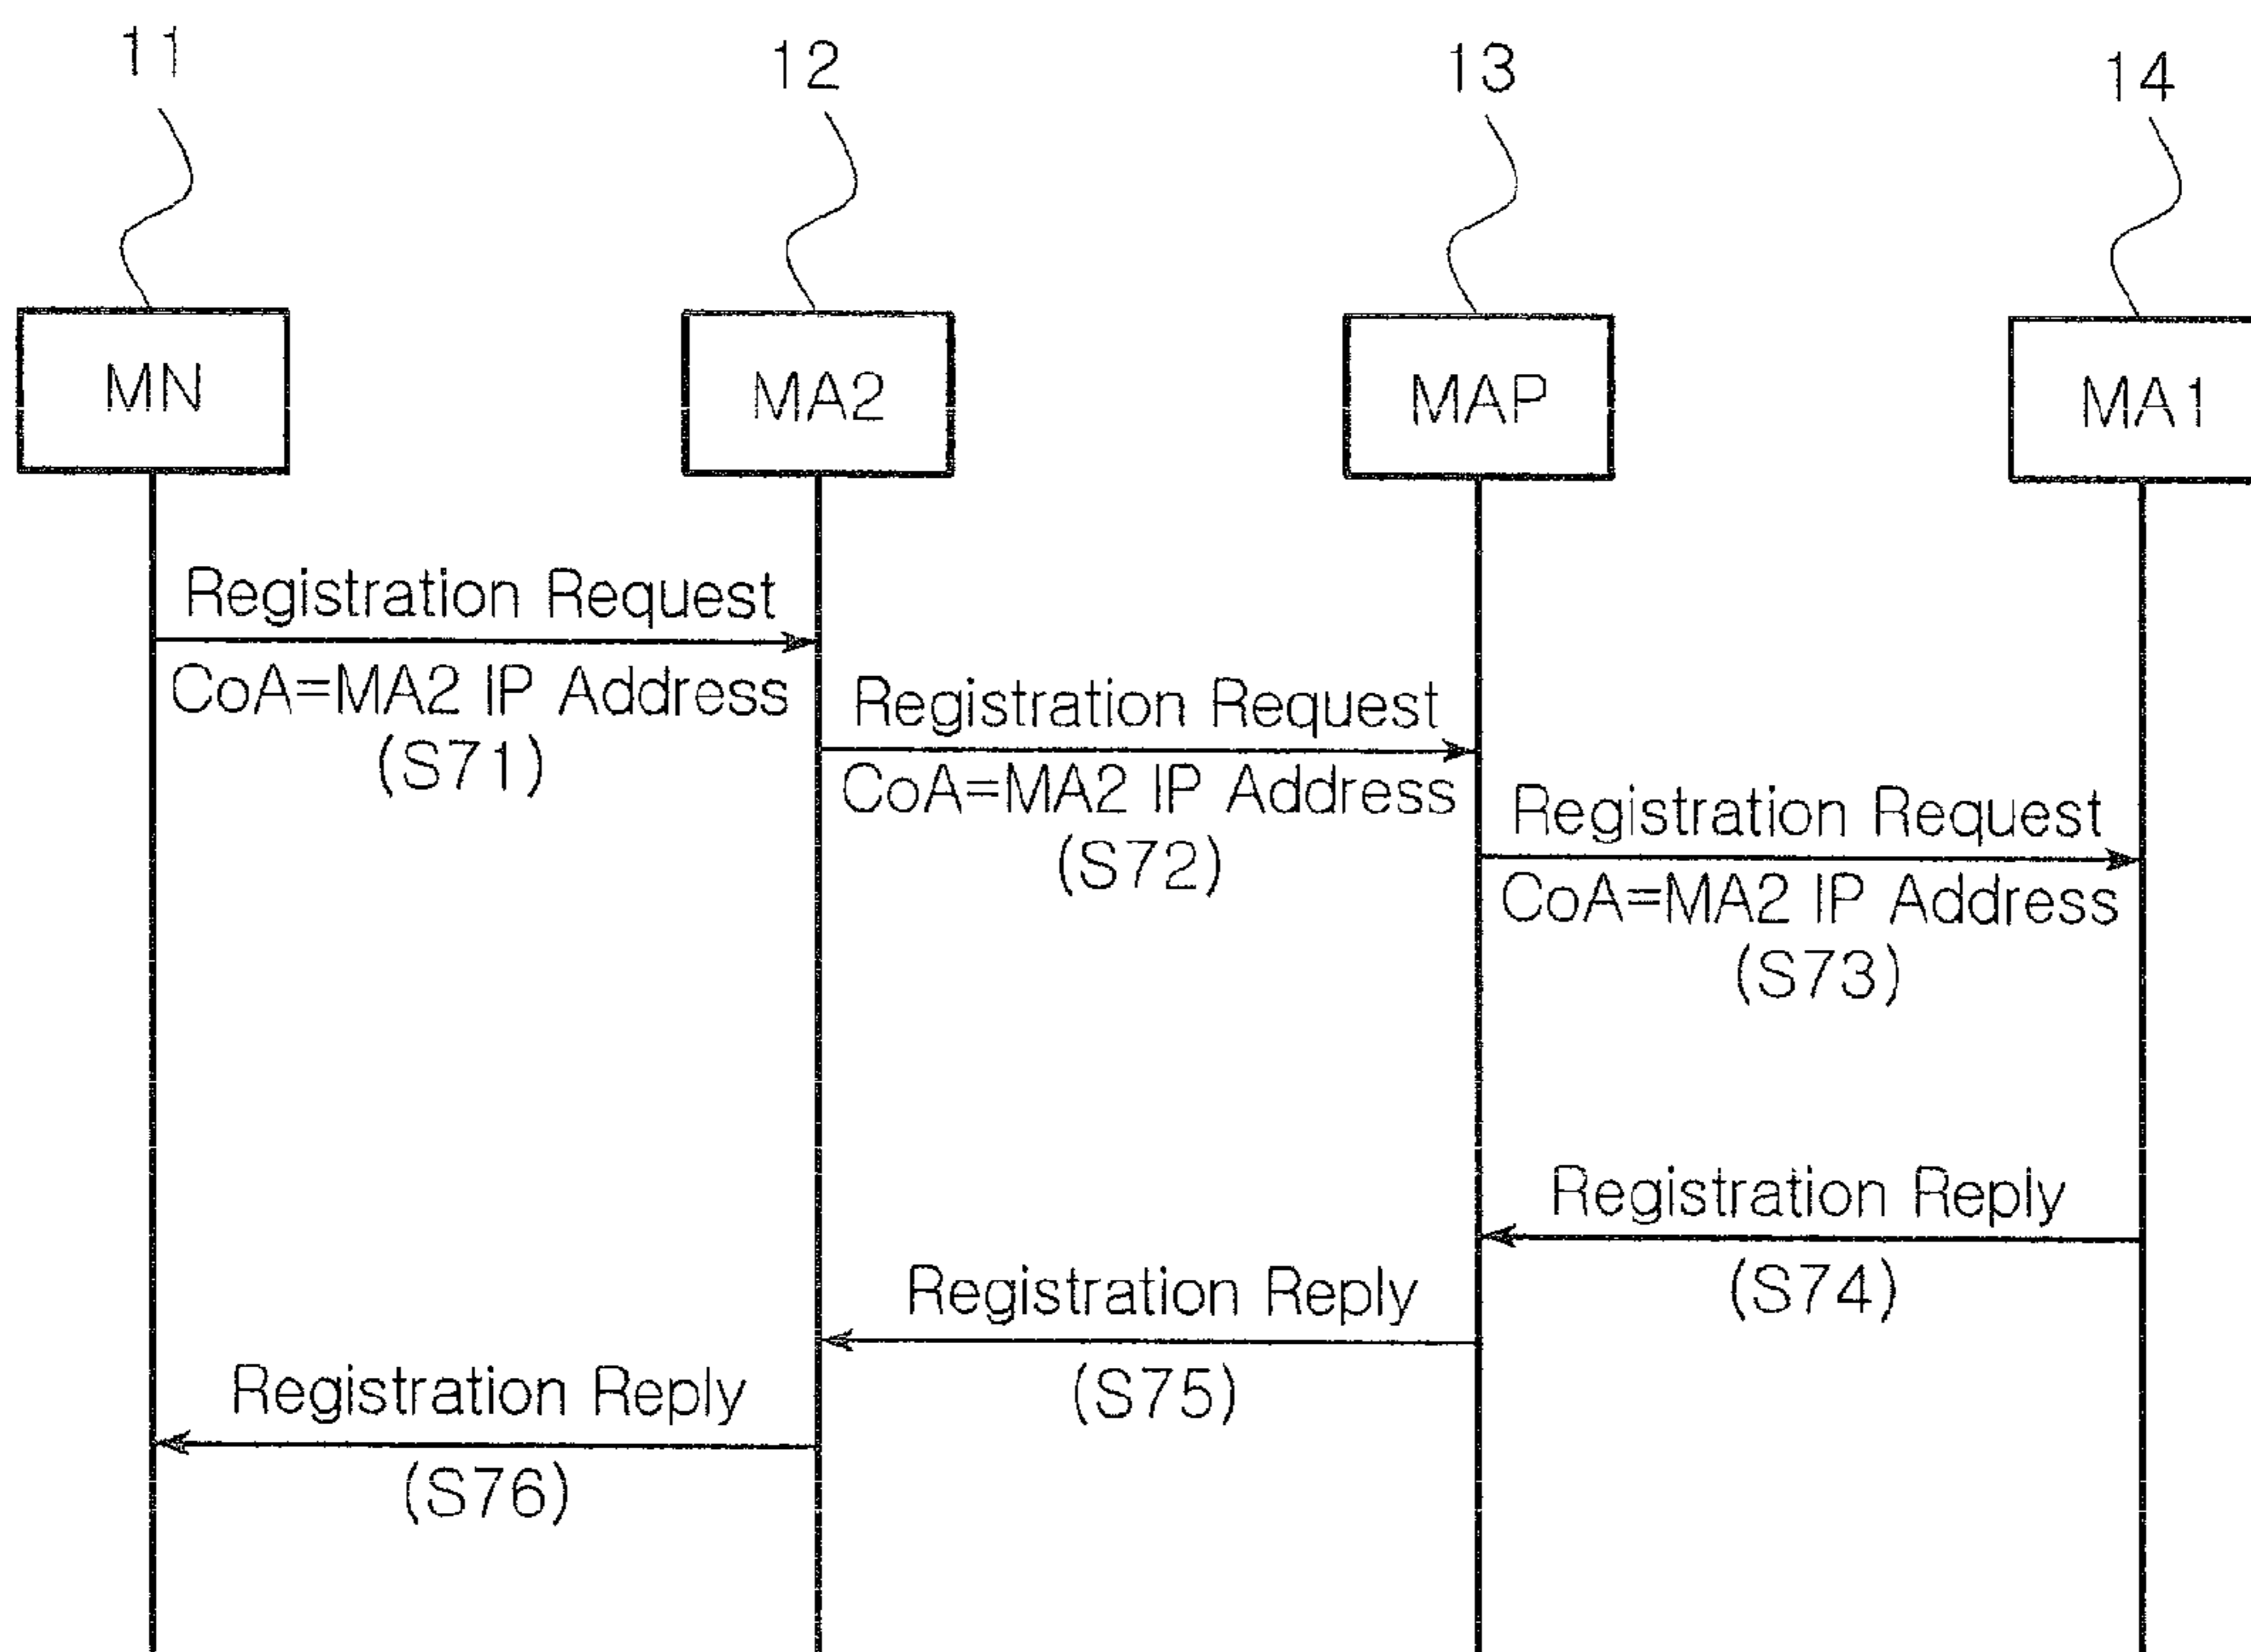 11
12
13
14
MN
MA2
MAP
MA1
Registration Request
CoA=MA2 IP Address
(S71)
Registration Request
CoA=MA2 IP Address
(S72)
Registration Request
CoA=MA2 IP Address
(S73)
Registration Reply
(S74)
Registration Reply
(S75)
Registration Reply
(S76)